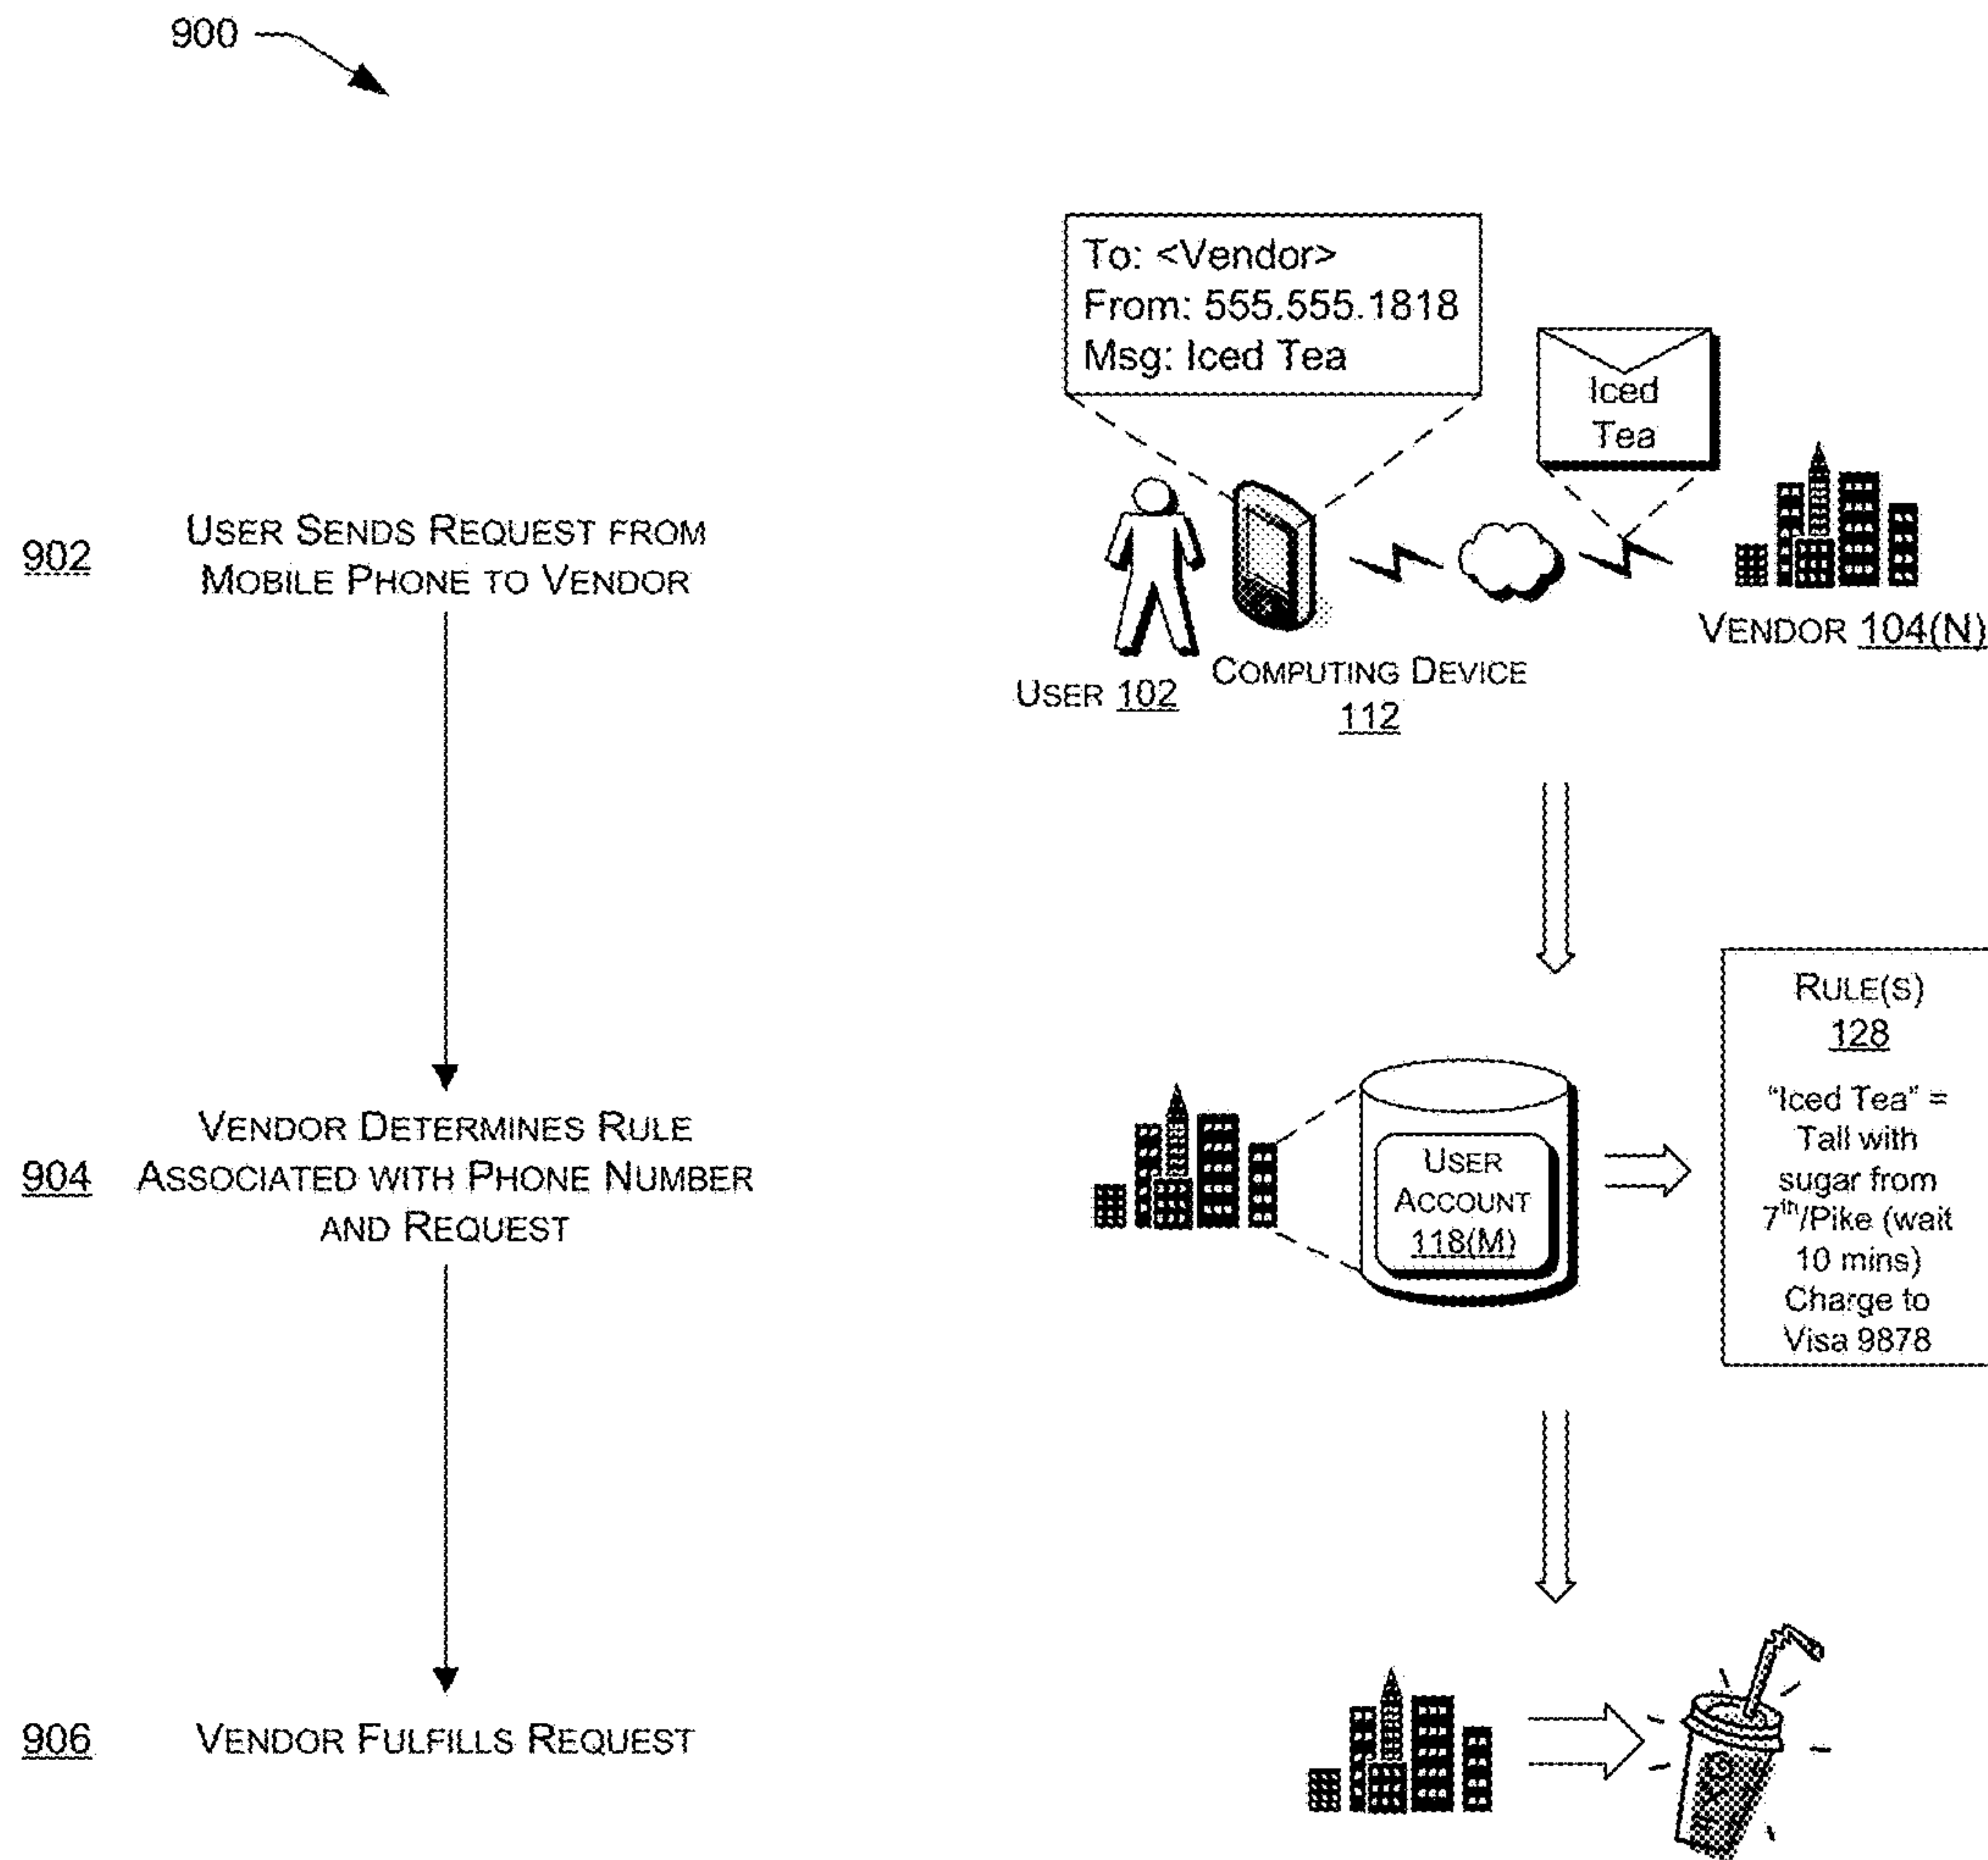 900
To: <Vendor>
From: 555.555.1818
Msg: Iced Tea
Iced
Tea
902
USER SENDS REQUEST FROM
MOBILE PHONE TO VENDOR
USER 102
COMPUTING DEVICE
112
VENDOR 104(N)
904
VENDOR DETERMINES RULE
ASSOCIATED WITH PHONE NUMBER
AND REQUEST
USER
ACCOUNT
118(M)
RULE(S)
128
"Iced Tea" =
Tall with
sugar from
7th/Pike (wait
10 mins)
Charge to
Visa 9878
906
VENDOR FULFILLS REQUEST